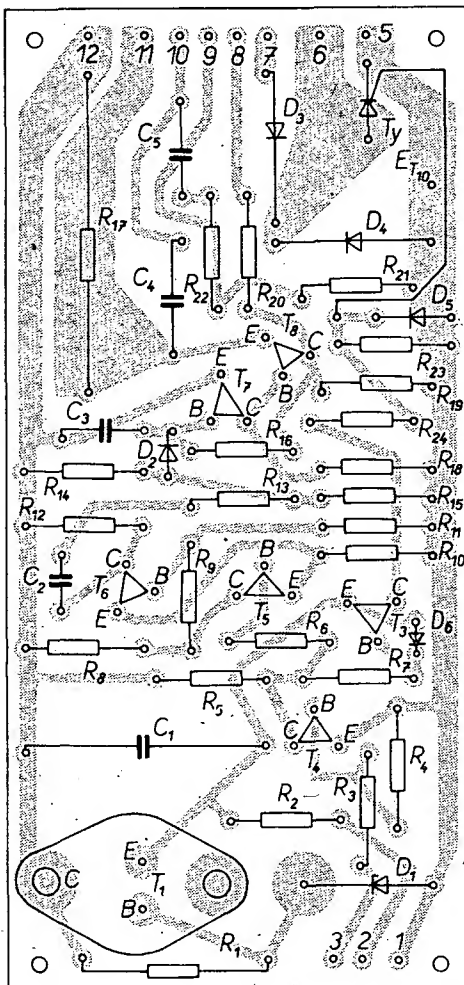 12 11 10 9 8 7 6 5
D3
Ty
C5
ET10
R17
D4
C4
R22
R20
R21
D5
E
T8
C
R23
E
T7
B
R19
C3
B
C
R24
D2
R16
R14
R18
R13
R15
R12
R11
C
R9
B
R10
C2
T6
B
C
E
E
C
D6
E
T5
R6
T3
B
R8
R5
R7
B
C1
C
E
T4
R4
R2
R3
E
C
T1
D1
B
R1
3 2 1